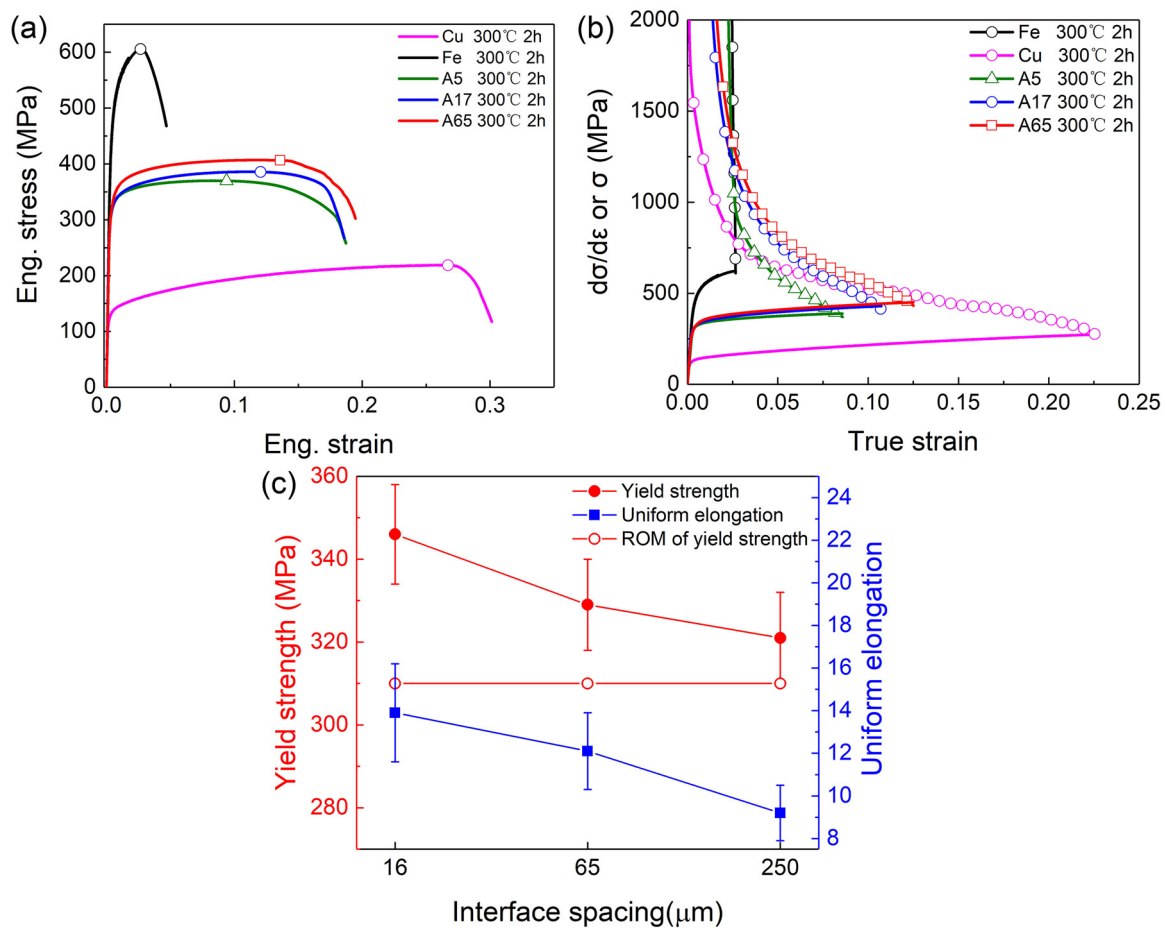 (a)
Eng. stress (MPa)
600
500
400
300
200
100
0
0.0 0.1 0.2 0.3
Eng. strain
Cu 300℃ 2h
Fe 300℃ 2h
A5 300℃ 2h
A17 300℃ 2h
A65 300℃ 2h
(b)
dσ/dε or σ (MPa)
2000
1500
1000
500
0
0.00 0.05 0.10 0.15 0.20 0.25
True strain
Fe 300℃ 2h
Cu 300℃ 2h
A5 300℃ 2h
A17 300℃ 2h
A65 300℃ 2h
(c)
Yield strength (MPa)
360
340
320
300
280
Yield strength
Uniform elongation
ROM of yield strength
24
22
20
18
16
14
12
10
8
Uniform elongation
16 65 250
Interface spacing(μm)